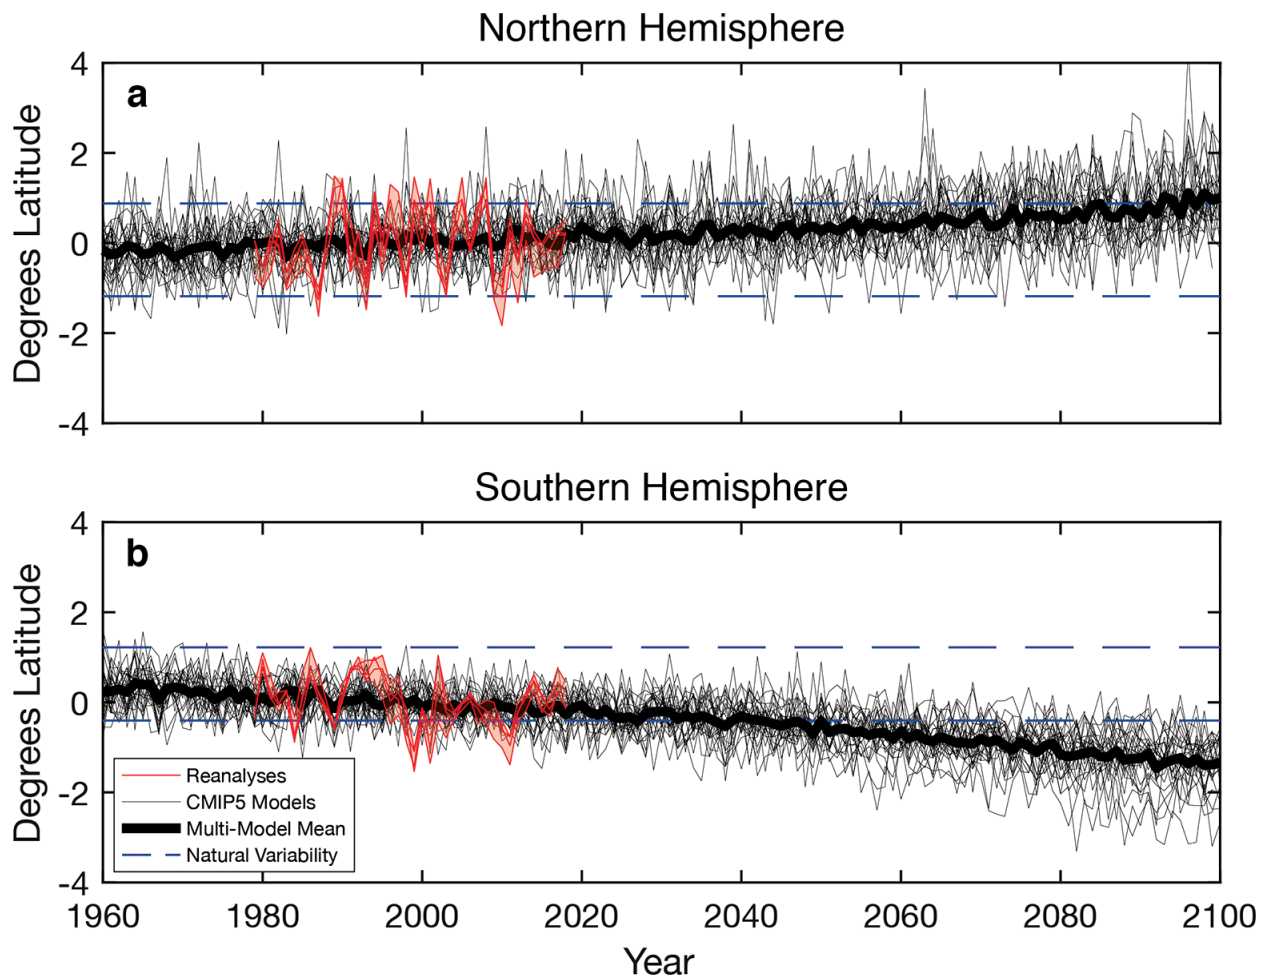 Northern Hemisphere
a
Degrees Latitude
4
2
0
-2
-4
Southern Hemisphere
b
Degrees Latitude
4
2
0
-2
-4
Reanalyses
CMIP5 Models
Multi-Model Mean
Natural Variability
1960 1980 2000 2020 2040 2060 2080 2100
Year